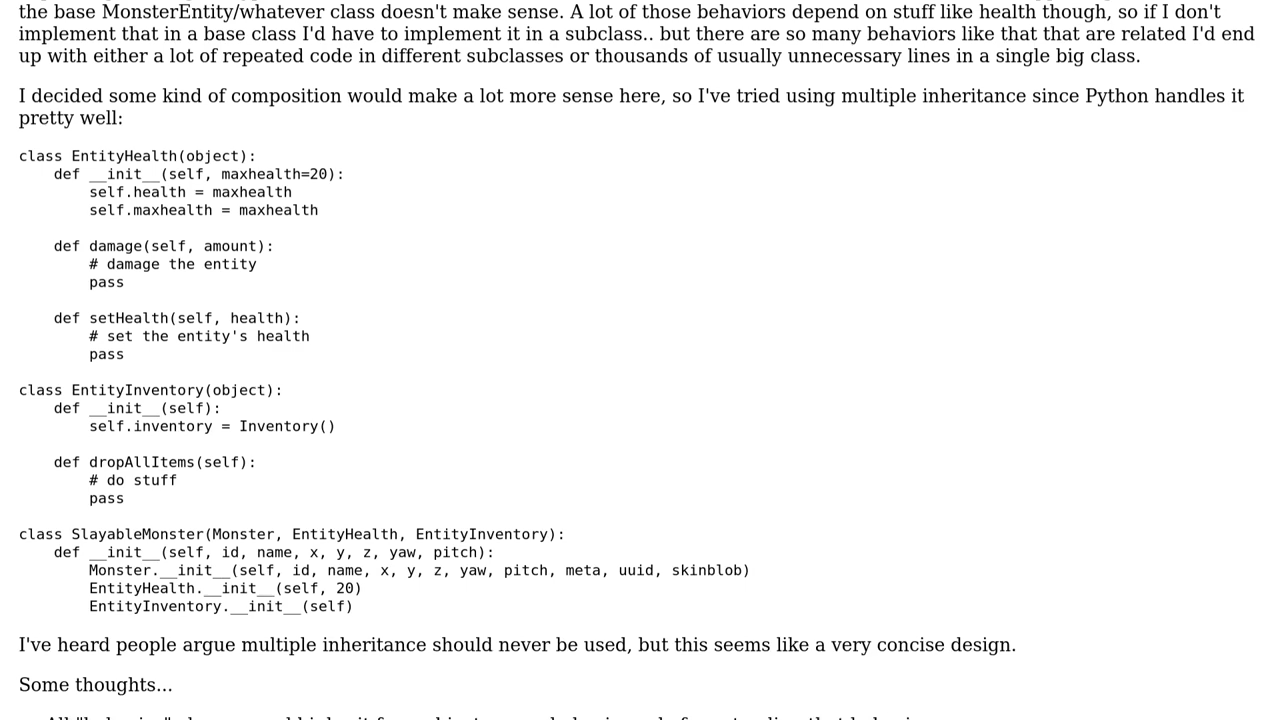 the base MonsterEntity/whatever class doesn't make sense. A lot of those behaviors depend on stuff like health though, so if I don't
implement that in a base class I'd have to implement it in a subclass.. but there are so many behaviors like that that are related I'd end
up with either a lot of repeated code in different subclasses or thousands of usually unnecessary lines in a single big class.
I decided some kind of composition would make a lot more sense here, so I've tried using multiple inheritance since Python handles it
pretty well:
class EntityHealth(object):
    def __init__(self, maxhealth=20):
        self.health = maxhealth
        self.maxhealth = maxhealth
    def damage(self, amount):
        # damage the entity
        pass
    def setHealth(self, health):
        # set the entity's health
        pass
class EntityInventory(object):
    def __init__(self):
        self.inventory = Inventory()
    def dropAllItems(self):
        # do stuff
        pass
class SlayableMonster(Monster, EntityHealth, EntityInventory):
    def __init__(self, id, name, x, y, z, yaw, pitch):
        Monster.__init__(self, id, name, x, y, z, yaw, pitch, meta, uuid, skinblob)
        EntityHealth.__init__(self, 20)
        EntityInventory.__init__(self)
I've heard people argue multiple inheritance should never be used, but this seems like a very concise design.
Some thoughts...